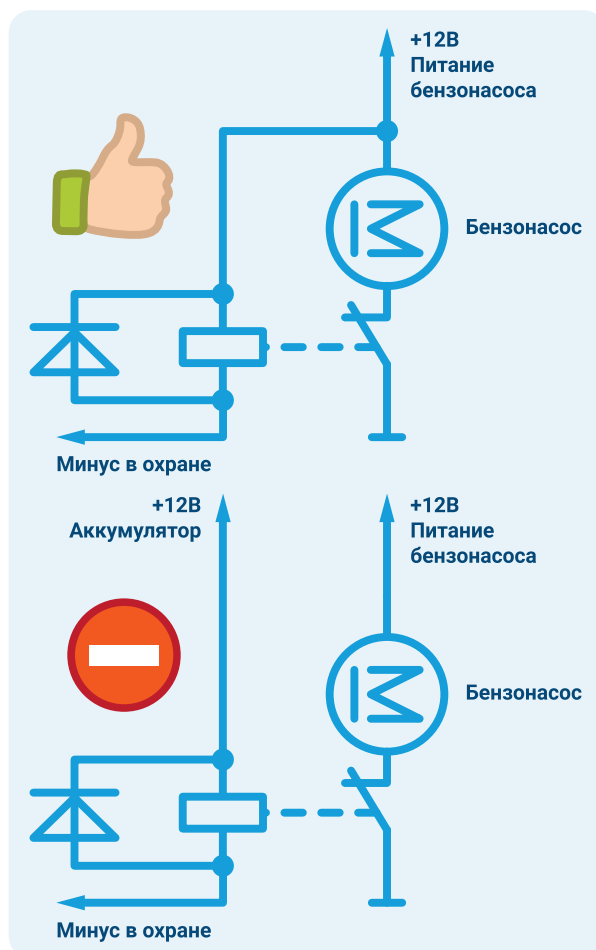 +12В
Питание
бензонасоса
Бензонасос
Минус в охране
+12В
Аккумулятор
+12В
Питание
бензонасоса
Бензонасос
Минус в охране